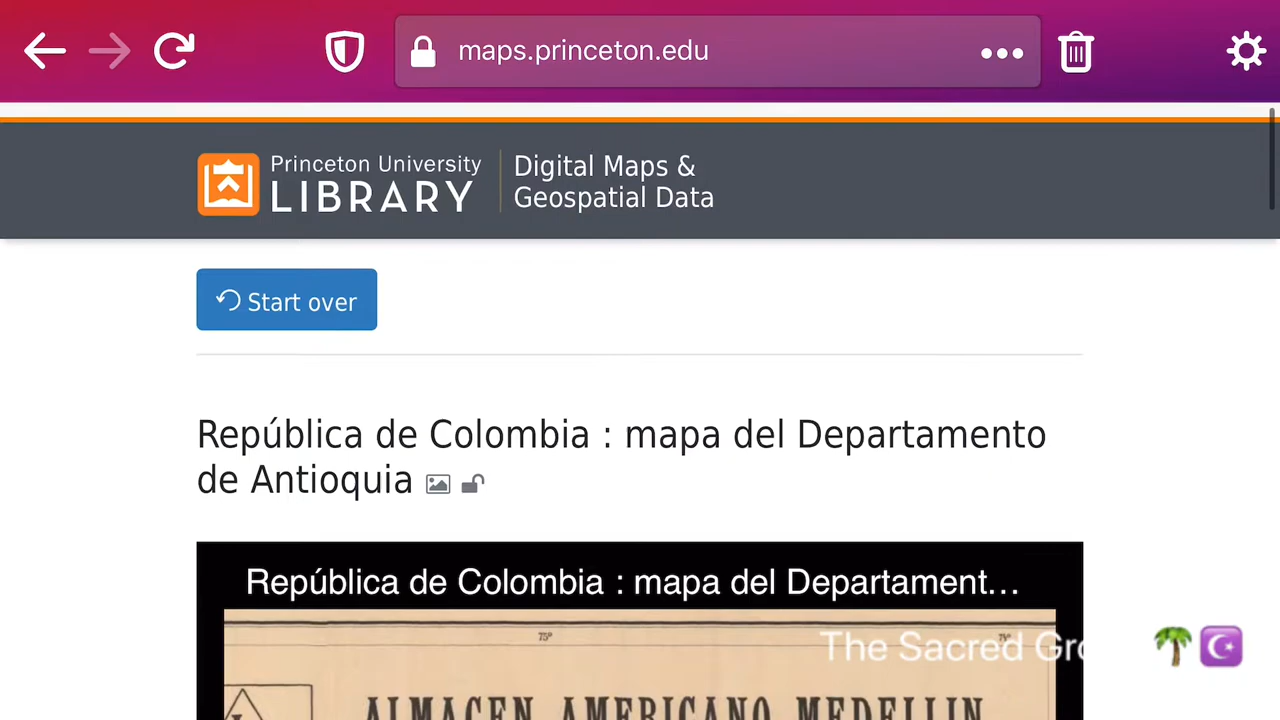 maps.princeton.edu
Princeton University
LIBRARY
Digital Maps &
Geospatial Data
Start over
República de Colombia : mapa del Departamento
de Antioquia
República de Colombia : mapa del Departament...
75°
ALMACEN AMERICANO MEDELLIN
The Sacred